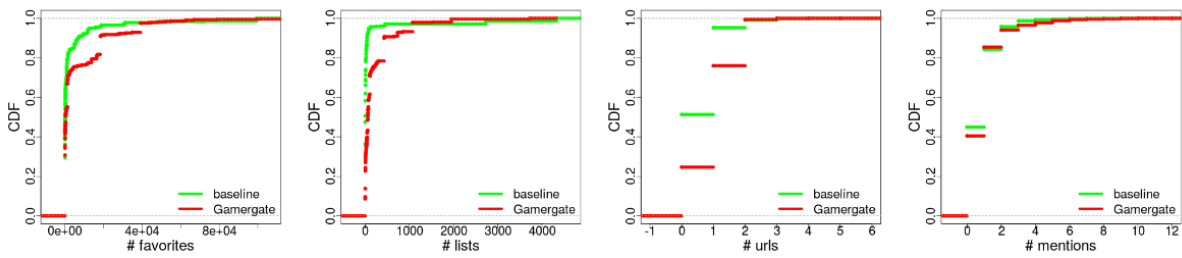 CDF
0.0 0.2 0.4 0.6 0.8 1.0
baseline
Gamergate
0e+00 4e+04 8e+04
# favorites
CDF
0.0 0.2 0.4 0.6 0.8 1.0
baseline
Gamergate
0 1000 2000 3000 4000
# lists
CDF
0.0 0.2 0.4 0.6 0.8 1.0
baseline
Gamergate
-1 0 1 2 3 4 5 6
# urls
CDF
0.0 0.2 0.4 0.6 0.8 1.0
baseline
Gamergate
0 2 4 6 8 10 12
# mentions